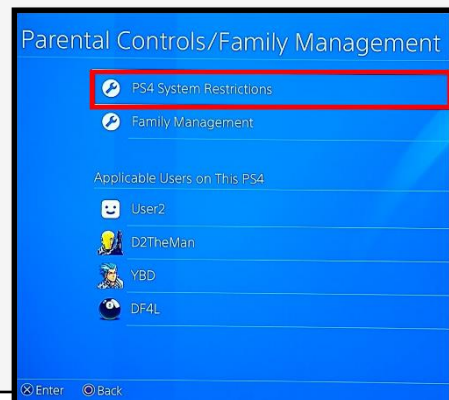 Parental Controls/Family Management
PS4 System Restrictions
Family Management
Applicable Users on This PS4
User2
D2TheMan
YBD
DF4L
Enter Back